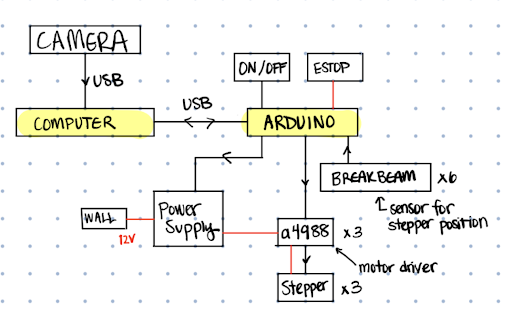 CAMERA
USB
ON/OFF
ESTOP
USB
COMPUTER
ARDUINO
BREAKBEAM x6
sensor for
stepper position
WALL
12V
Power
Supply
a4988 x3
motor driver
Stepper x3